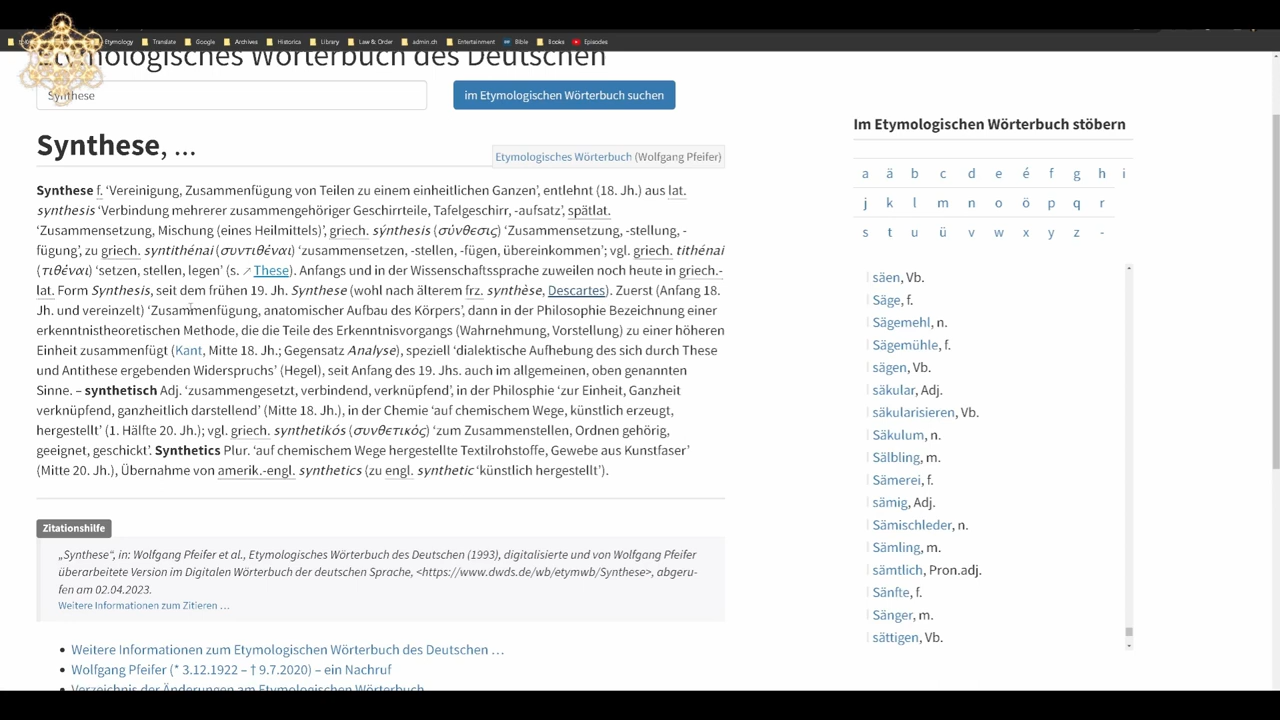 Etymology Translate Google Archives Historica Library Law & Order admin.ch Entertainment Bible Books Episodes
Etymologisches Wörterbuch des Deutschen
Synthese
im Etymologischen Wörterbuch suchen
Synthese, ...
Etymologisches Wörterbuch (Wolfgang Pfeifer)
Synthese f. ‘Vereinigung, Zusammenfügung von Teilen zu einem einheitlichen Ganzen’, entlehnt (18. Jh.) aus lat.
synthesis ‘Verbindung mehrerer zusammengehöriger Geschirrteile, Tafelgeschirr, -aufsatz’, spätlat.
‘Zusammensetzung, Mischung (eines Heilmittels)’, griech. sýnthesis (σύνθεσις) ‘Zusammensetzung, -stellung, -
fügung’, zu griech. syntithénai (συντιθέναι) ‘zusammensetzen, -stellen, -fügen, übereinkommen’; vgl. griech. tithénai
(τιθέναι) ‘setzen, stellen, legen’ (s. ↗ These). Anfangs und in der Wissenschaftssprache zuweilen noch heute in griech.-
lat. Form Synthesis, seit dem frühen 19. Jh. Synthese (wohl nach älterem frz. synthèse, Descartes). Zuerst (Anfang 18.
Jh. und vereinzelt) ‘Zusammenfügung, anatomischer Aufbau des Körpers’, dann in der Philosophie Bezeichnung einer
erkenntnistheoretischen Methode, die die Teile des Erkenntnisvorgangs (Wahrnehmung, Vorstellung) zu einer höheren
Einheit zusammenfügt (Kant, Mitte 18. Jh.; Gegensatz Analyse), speziell ‘dialektische Aufhebung des sich durch These
und Antithese ergebenden Widerspruchs’ (Hegel), seit Anfang des 19. Jhs. auch im allgemeinen, oben genannten
Sinne. – synthetisch Adj. ‘zusammengesetzt, verbindend, verknüpfend’, in der Philosphie ‘zur Einheit, Ganzheit
verknüpfend, ganzheitlich darstellend’ (Mitte 18. Jh.), in der Chemie ‘auf chemischem Wege, künstlich erzeugt,
hergestellt’ (1. Hälfte 20. Jh.); vgl. griech. synthetikós (συνθετικός) ‘zum Zusammenstellen, Ordnen gehörig,
geeignet, geschickt’. Synthetics Plur. ‘auf chemischem Wege hergestellte Textilrohstoffe, Gewebe aus Kunstfaser’
(Mitte 20. Jh.), Übernahme von amerik.-engl. synthetics (zu engl. synthetic ‘künstlich hergestellt’).
Zitationshilfe
„Synthese“, in: Wolfgang Pfeifer et al., Etymologisches Wörterbuch des Deutschen (1993), digitalisierte und von Wolfgang Pfeifer
überarbeitete Version im Digitalen Wörterbuch der deutschen Sprache, <https://www.dwds.de/wb/etymwb/Synthese>, abgeru-
fen am 02.04.2023.
Weitere Informationen zum Zitieren …
Weitere Informationen zum Etymologischen Wörterbuch des Deutschen …
Wolfgang Pfeifer (* 3.12.1922 – † 9.7.2020) – ein Nachruf
Verzeichnis der Änderungen am Etymologischen Wörterbuch
Im Etymologischen Wörterbuch stöbern
a ä b c d e é f g h i
j k l m n o ö p q r
s t u ü v w x y z -
säen, Vb.
Säge, f.
Sägemehl, n.
Sägemühle, f.
sägen, Vb.
säkular, Adj.
säkularisieren, Vb.
Säkulum, n.
Sälbling, m.
Sämerei, f.
sämig, Adj.
Sämischleder, n.
Sämling, m.
sämtlich, Pron.adj.
Sänfte, f.
Sänger, m.
sättigen, Vb.